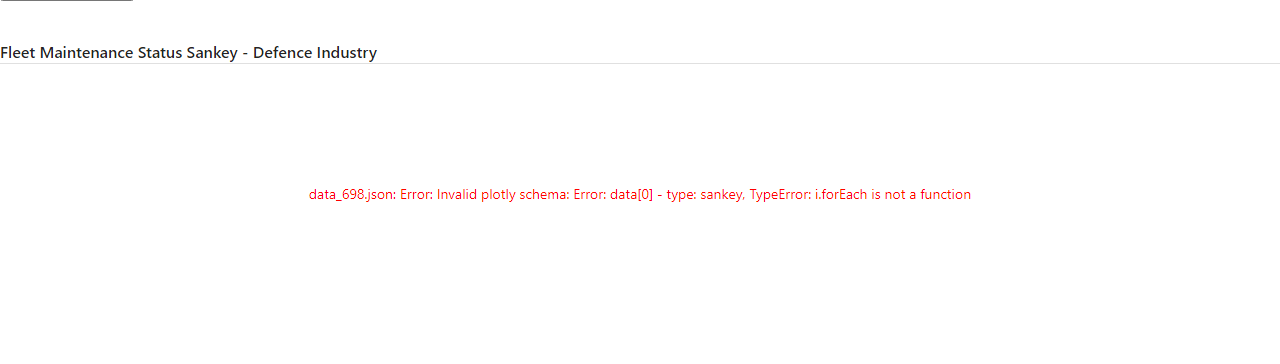 Fleet Maintenance Status Sankey - Defence Industry
data_698.json: Error: Invalid plotly schema: Error: data[0] - type: sankey, TypeError: i.forEach is not a function